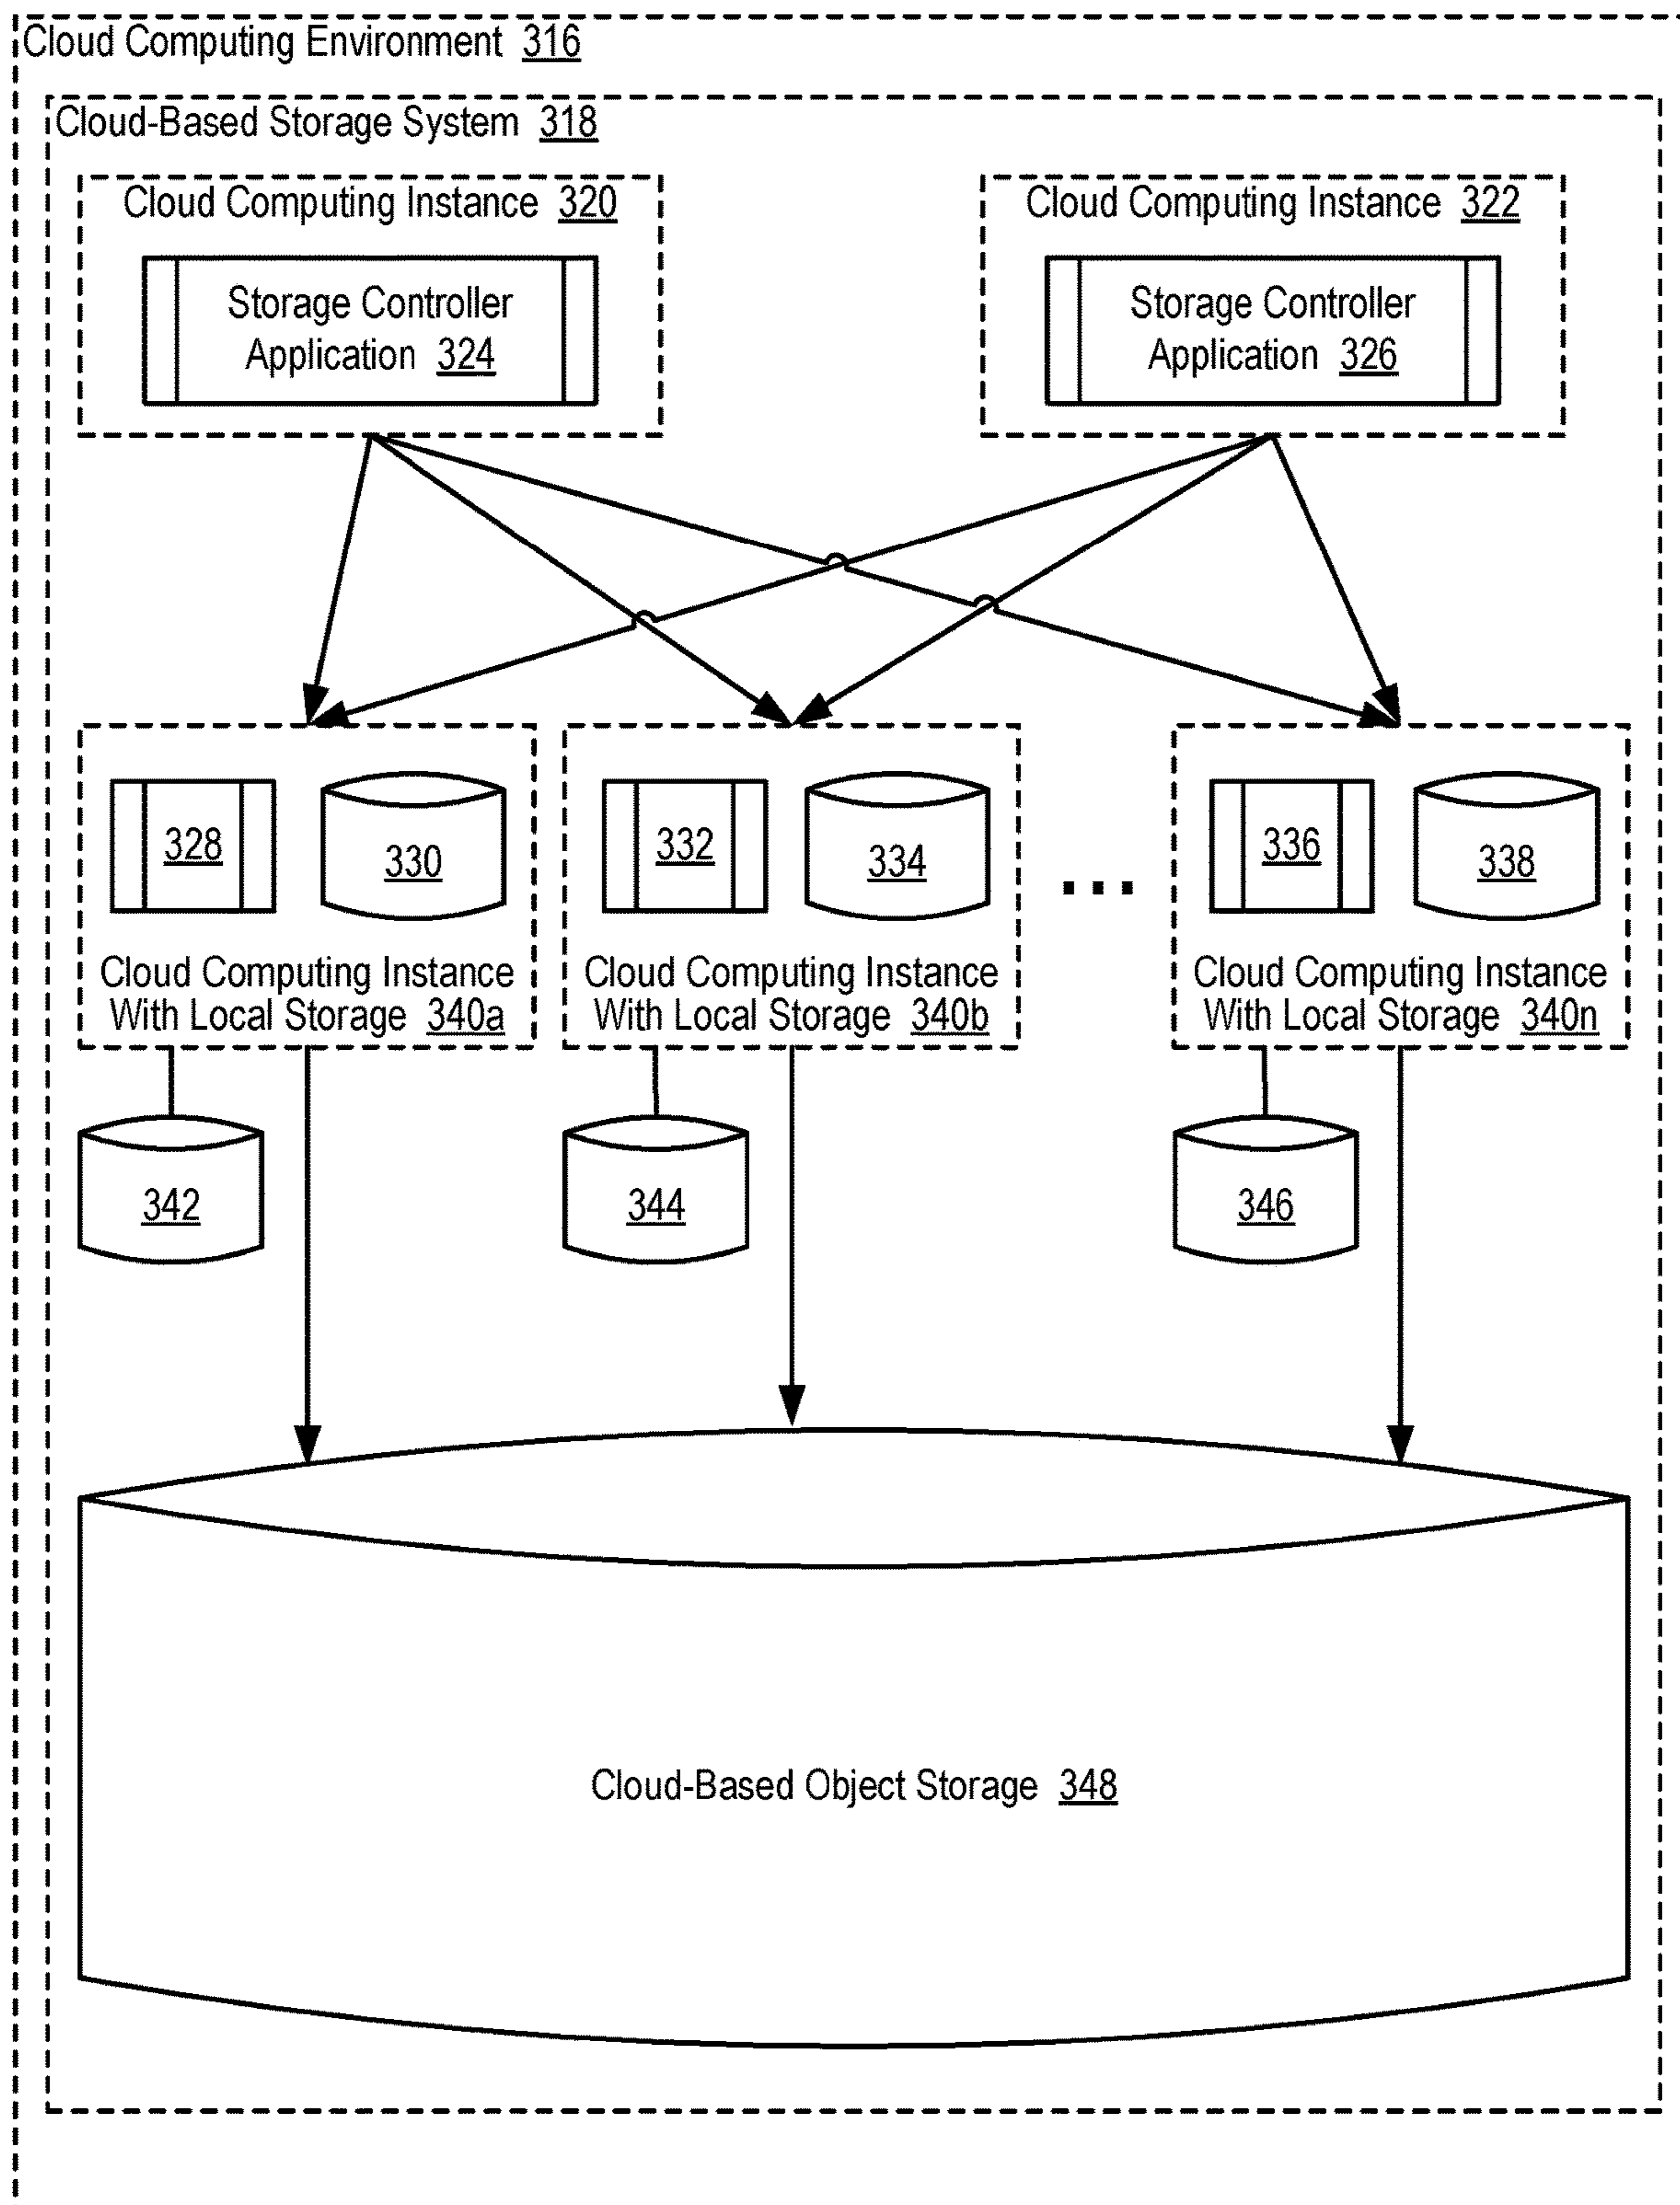 Cloud Computing Environment 316
Cloud-Based Storage System 318
Cloud Computing Instance 320
Storage Controller
Application 324
Cloud Computing Instance 322
Storage Controller
Application 326
328
330
Cloud Computing Instance
With Local Storage 340a
332
334
Cloud Computing Instance
With Local Storage 340b
...
336
338
Cloud Computing Instance
With Local Storage 340n
342
344
346
Cloud-Based Object Storage 348